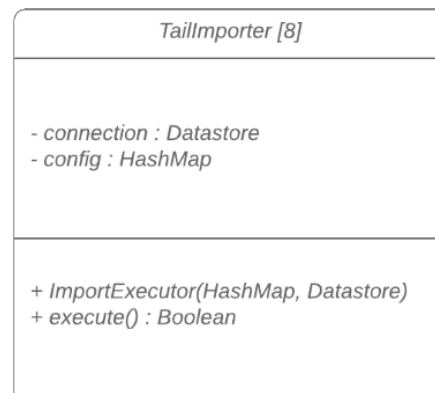 TailImporter [8]
- connection : Datastore
- config : HashMap
+ ImportExecutor(HashMap, Datastore)
+ execute() : Boolean